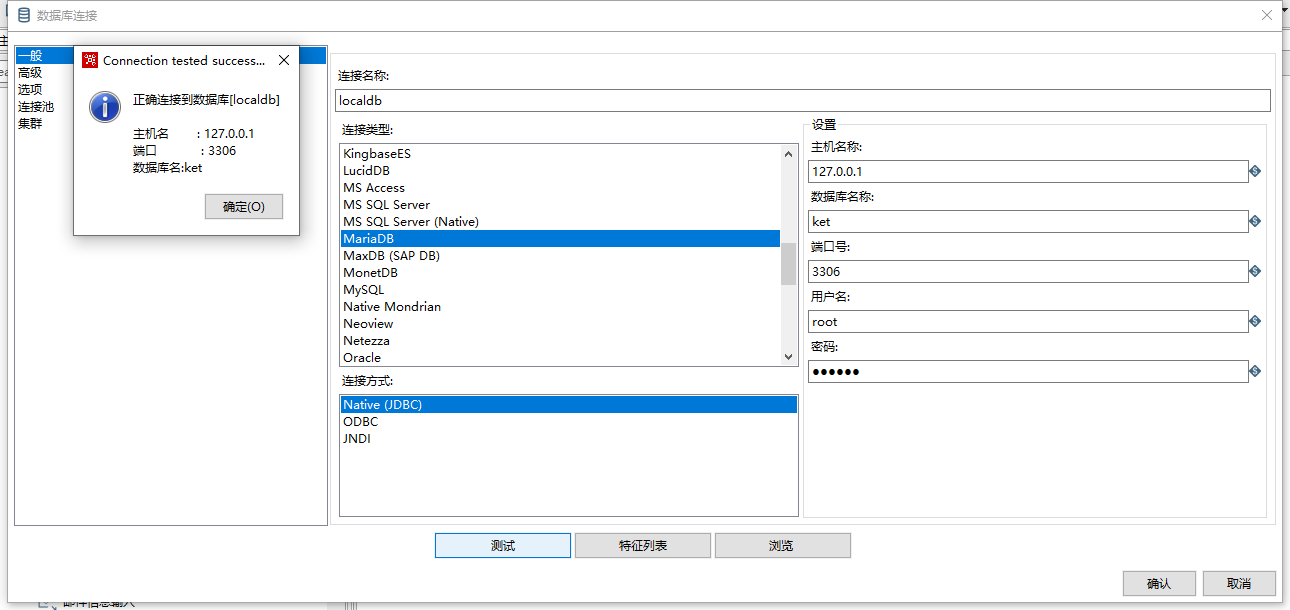 数据库连接
一般
高级
选项
连接池
集群
Connection tested success...
正确连接到数据库[localdb]
主机名 : 127.0.0.1
端口 : 3306
数据库名:ket
确定(O)
连接名称:
localdb
连接类型:
KingbaseES
LucidDB
MS Access
MS SQL Server
MS SQL Server (Native)
MariaDB
MaxDB (SAP DB)
MonetDB
MySQL
Native Mondrian
Neoview
Netezza
Oracle
连接方式:
Native (JDBC)
ODBC
JNDI
设置
主机名称:
127.0.0.1
数据库名称:
ket
端口号:
3306
用户名:
root
密码:
●●●●●●
测试
特征列表
浏览
确认
取消